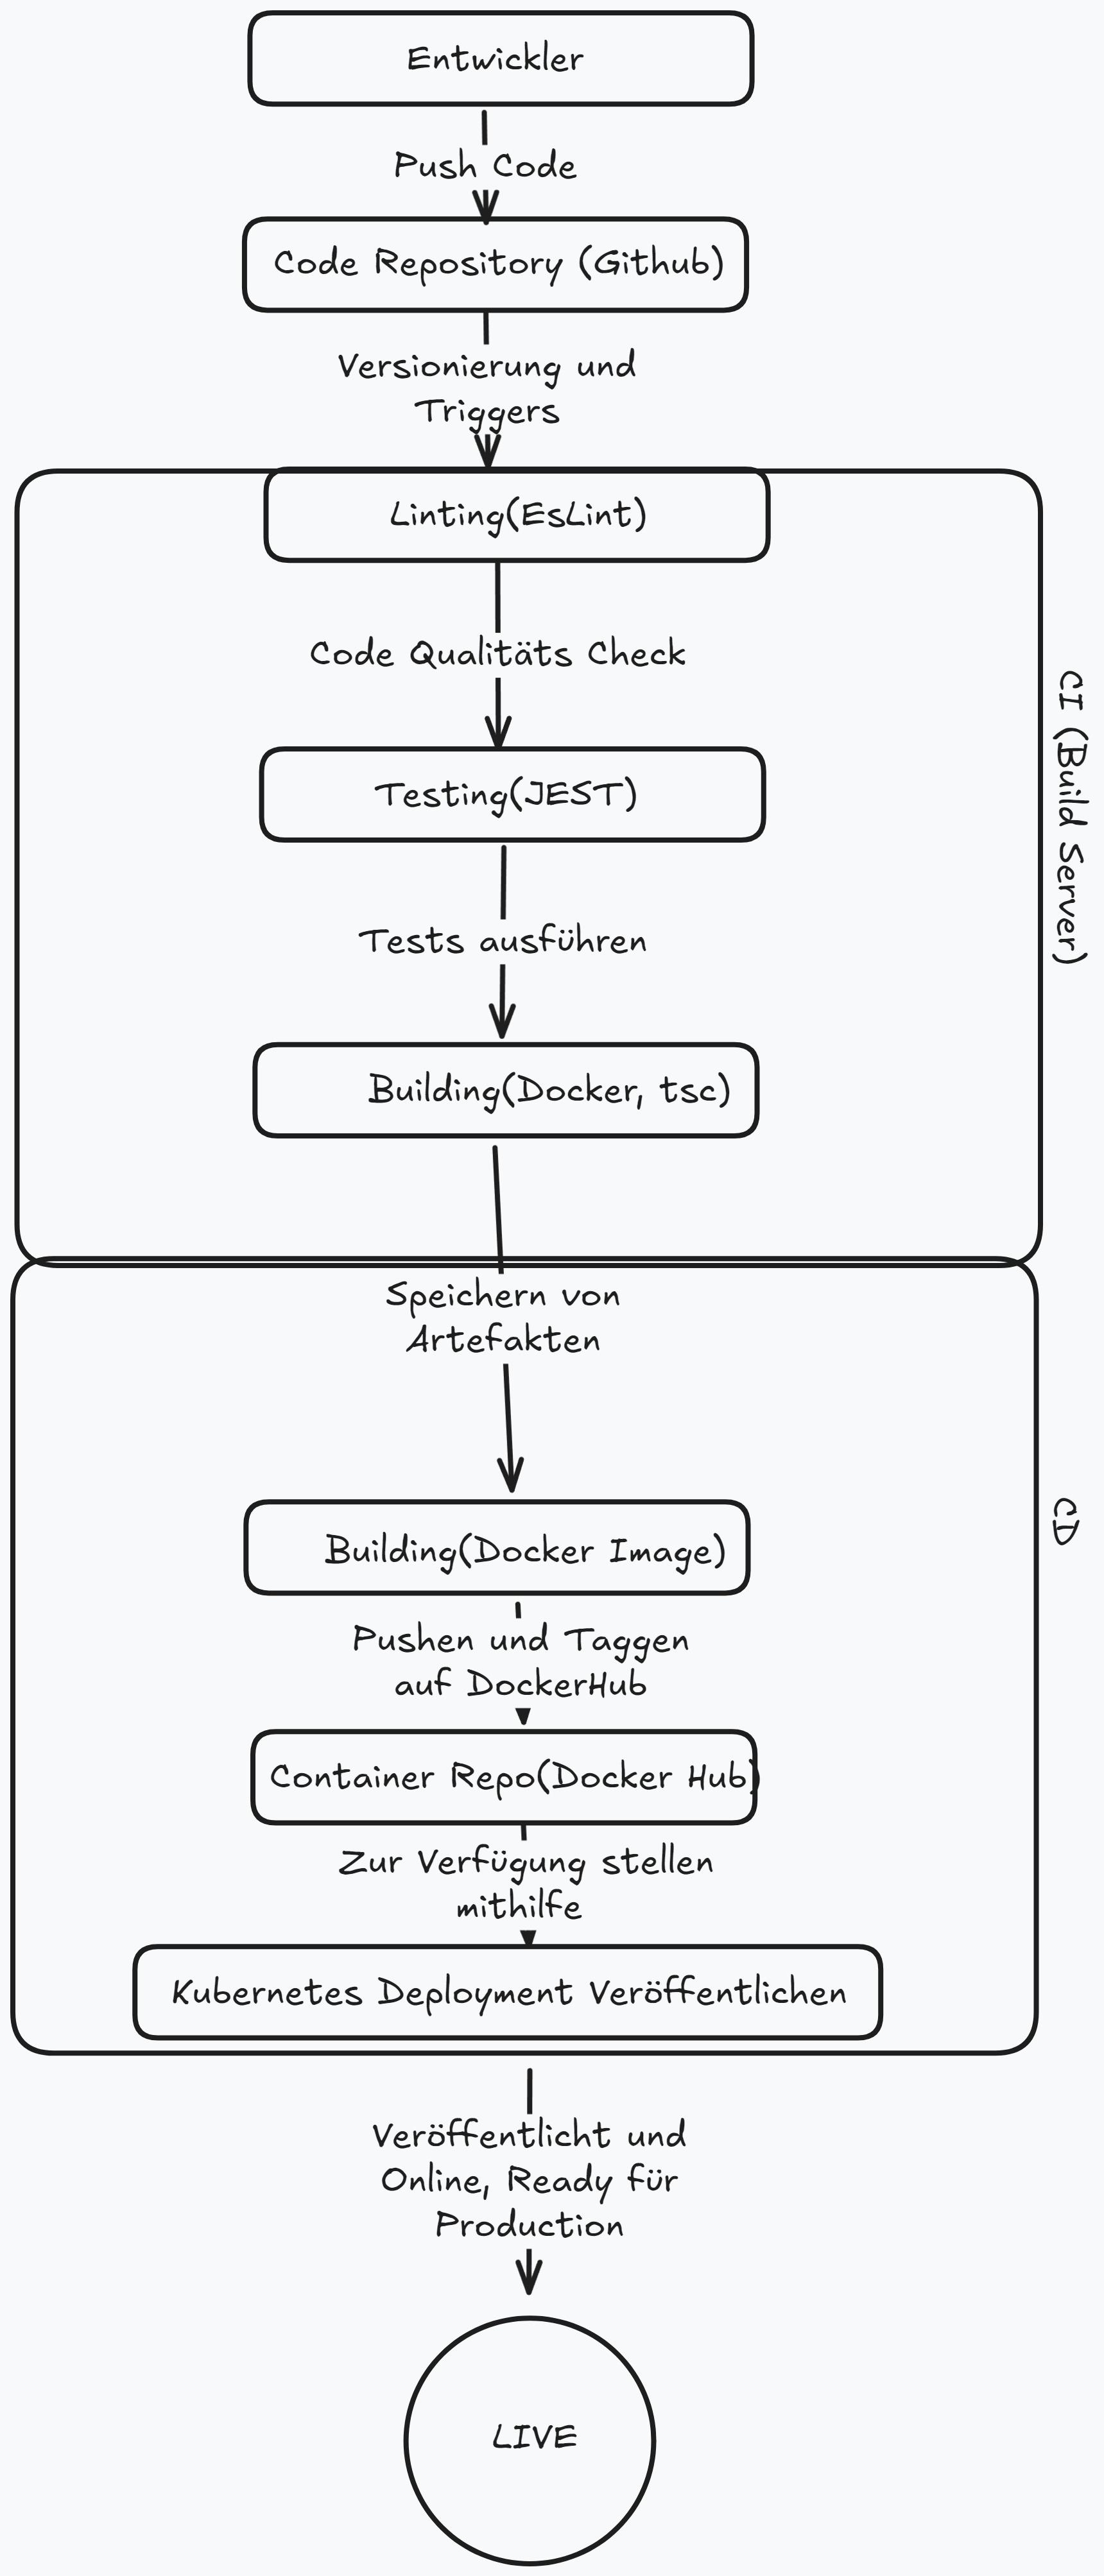 Entwickler
Push Code
Code Repository (Github)
Versionierung und
Triggers
Linting(EsLint)
Code Qualitäts Check
Testing(JEST)
Tests ausführen
Building(Docker, tsc)
CI (Build Server)
Speichern von
Artefakten
Building(Docker Image)
CD
Pushen und Taggen
auf DockerHub
Container Repo(Docker Hub)
Zur Verfügung stellen
mithilfe
Kubernetes Deployment Veröffentlichen
Veröffentlicht und
Online, Ready für
Production
LIVE